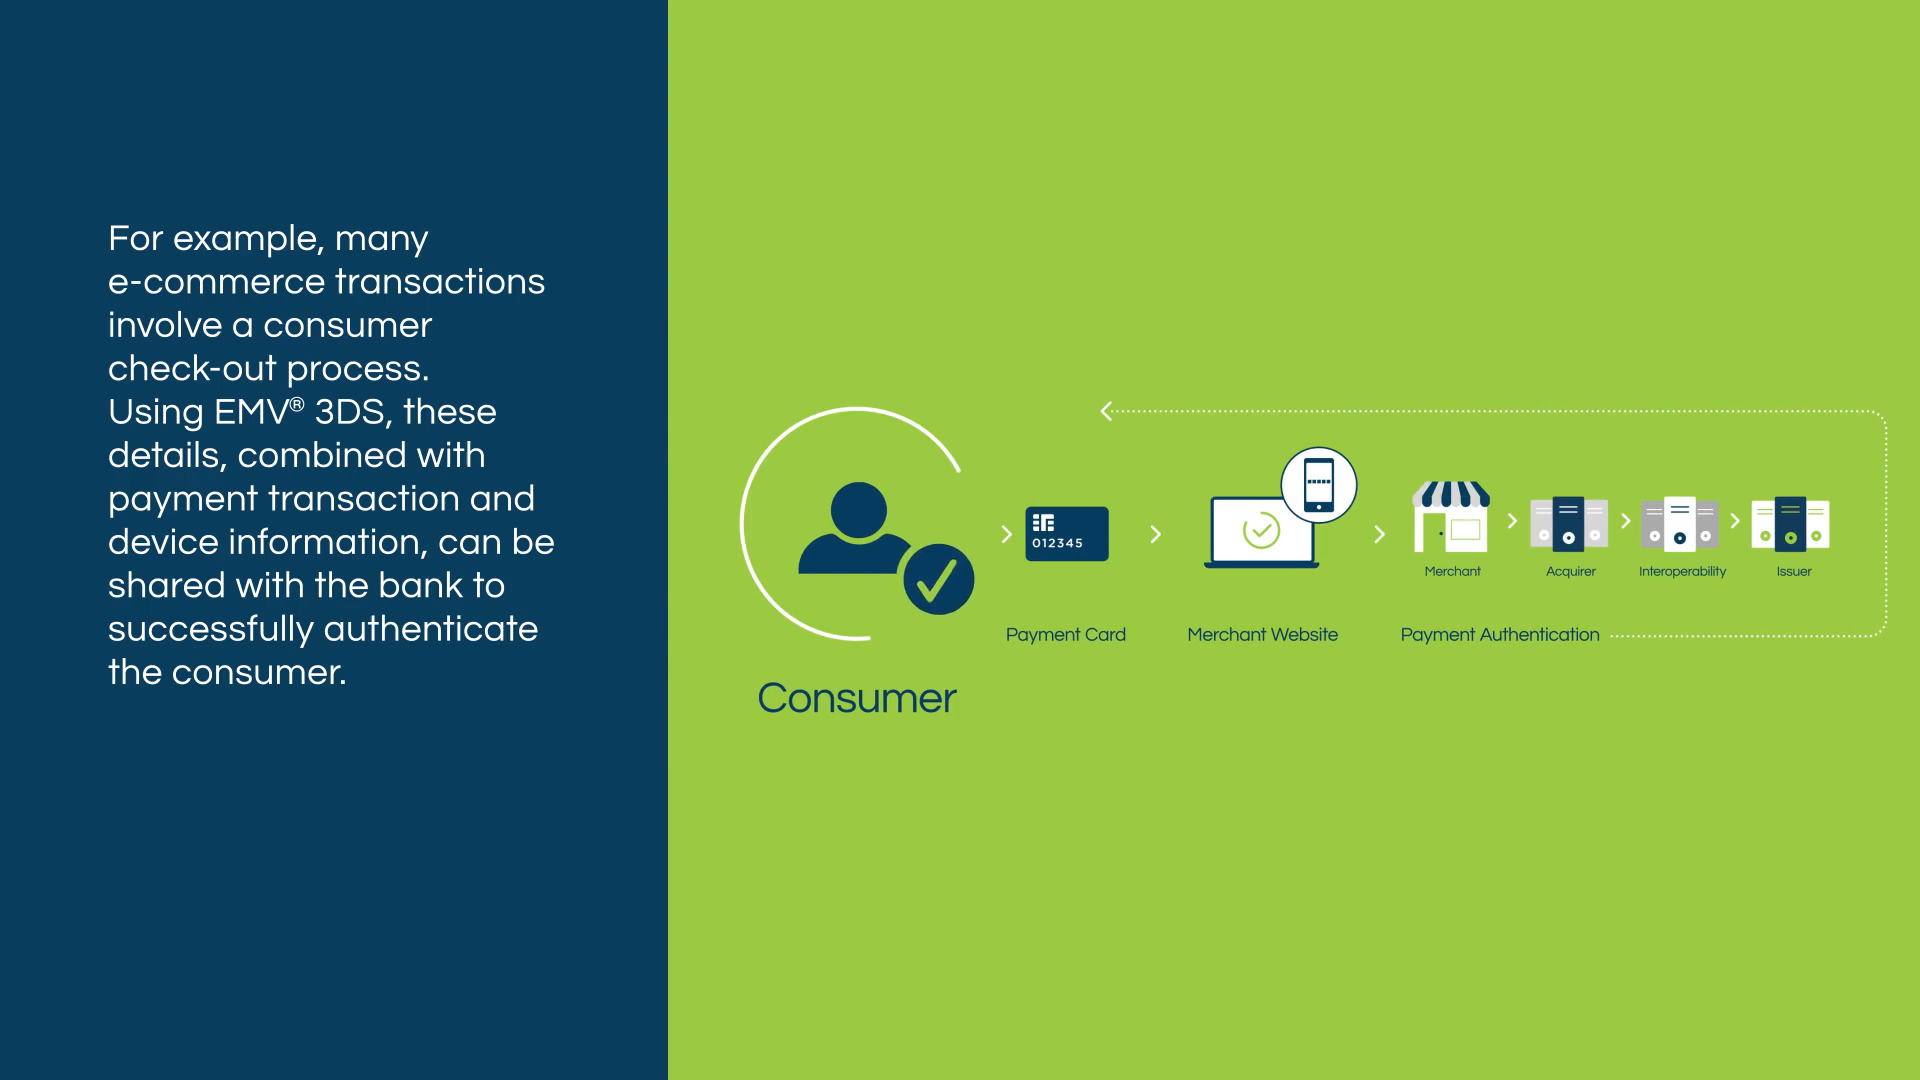 For example, many
e-commerce transactions
involve a consumer
check-out process.
Using EMV® 3DS, these
details, combined with
payment transaction and
device information, can be
shared with the bank to
successfully authenticate
the consumer.
012345
Merchant
Acquirer
Interoperability
Issuer
Payment Card
Merchant Website
Payment Authentication
Consumer